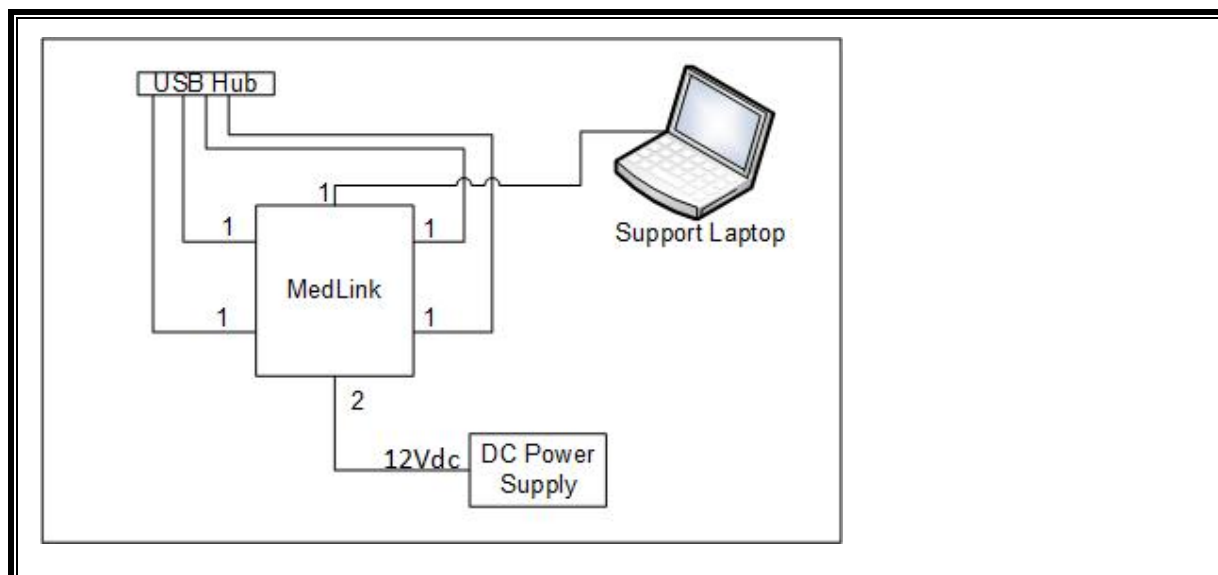 USB Hub
1
1
1
1
1
MedLink
Support Laptop
2
12Vdc
DC Power
Supply